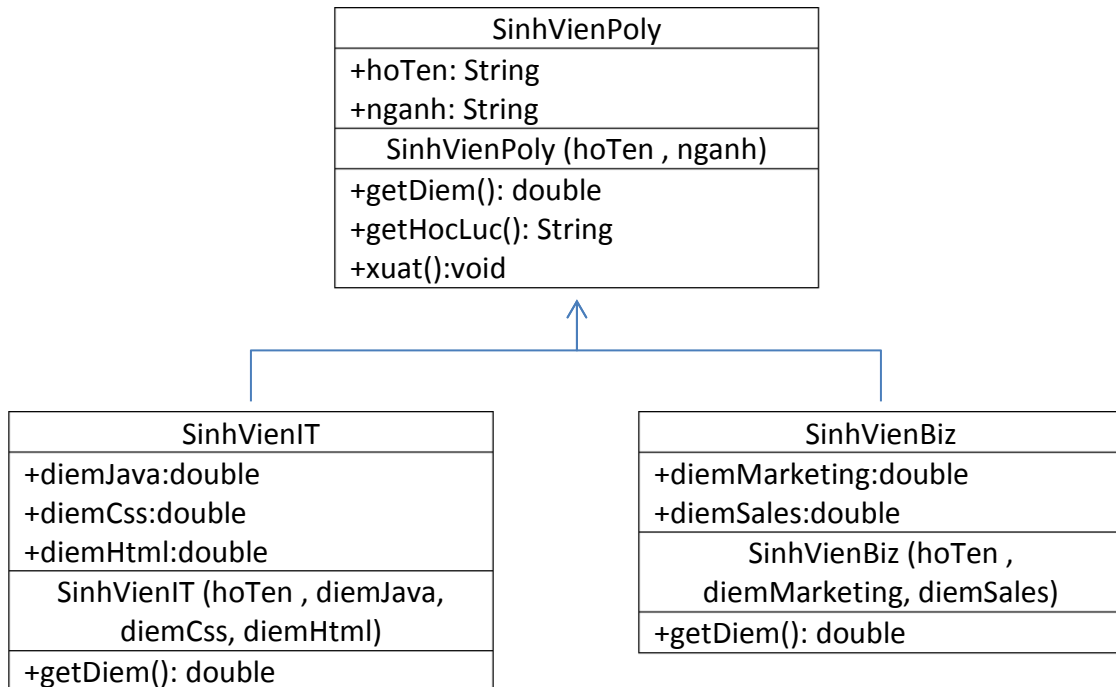 SinhVienPoly
+hoTen: String
+nganh: String
SinhVienPoly (hoTen , nganh)
+getDiem(): double
+getHocLuc(): String
+xuat():void
SinhVienIT
+diemJava:double
+diemCss:double
+diemHtml:double
SinhVienIT (hoTen , diemJava,
diemCss, diemHtml)
+getDiem(): double
SinhVienBiz
+diemMarketing:double
+diemSales:double
SinhVienBiz (hoTen ,
diemMarketing, diemSales)
+getDiem(): double